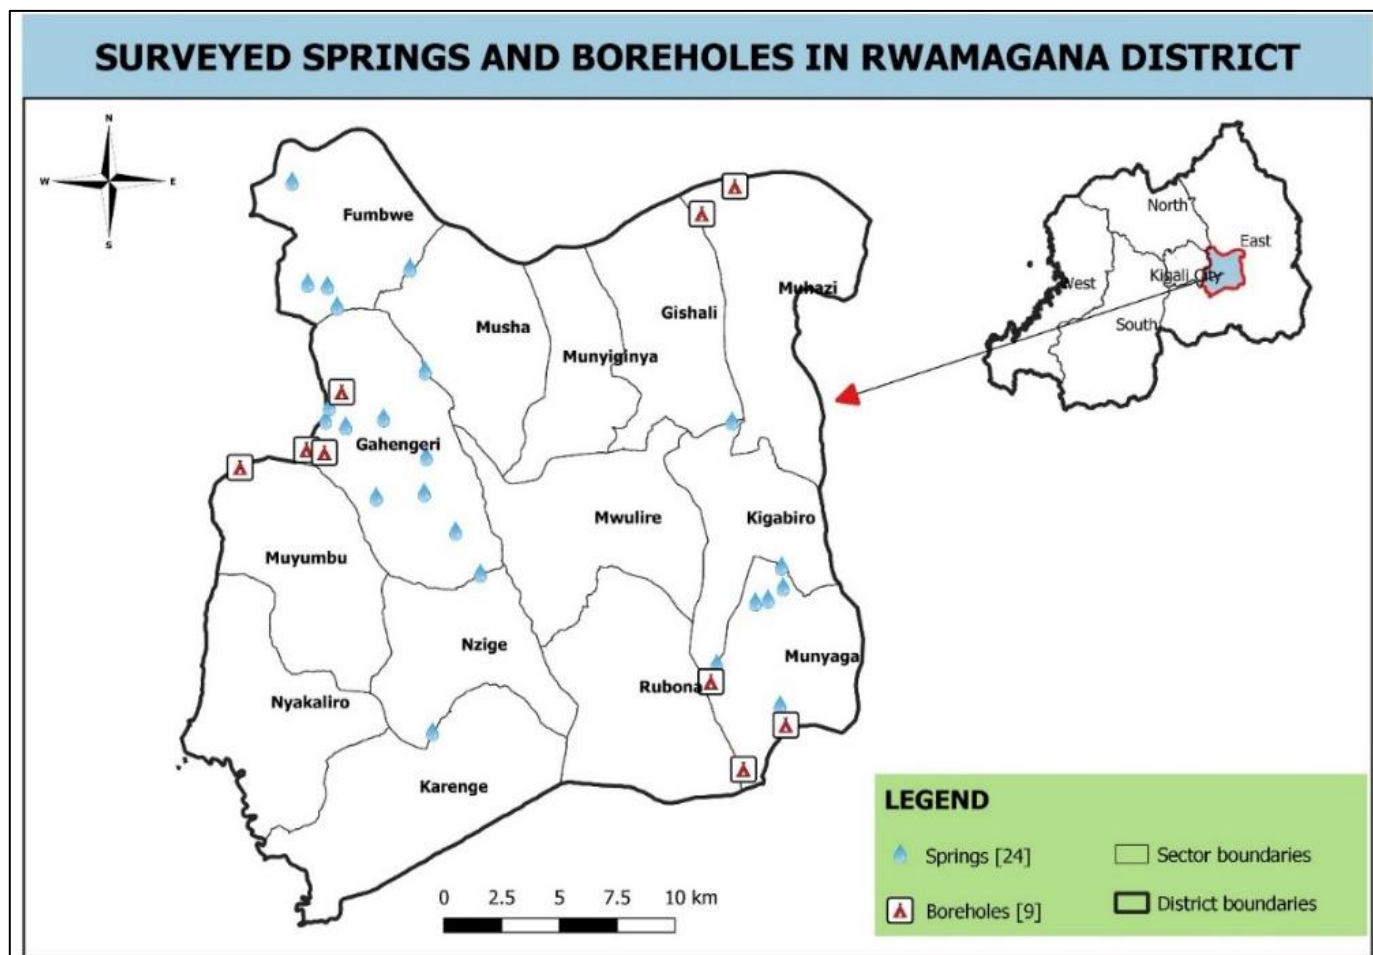 SURVEYED SPRINGS AND BOREHOLES IN RWAMAGANA DISTRICT
N
W E
S
Fumbwe
Musha
Munyiginya
Gishali
Muhazi
Gahengeri
Mwulire
Kigabiro
Muyumbu
Nzige
Munyaga
Rubona
Nyakaliro
Karenge
North
East
Kigali City
West
South
0 2.5 5 7.5 10 km
LEGEND
Springs [24]
Sector boundaries
Boreholes [9]
District boundaries